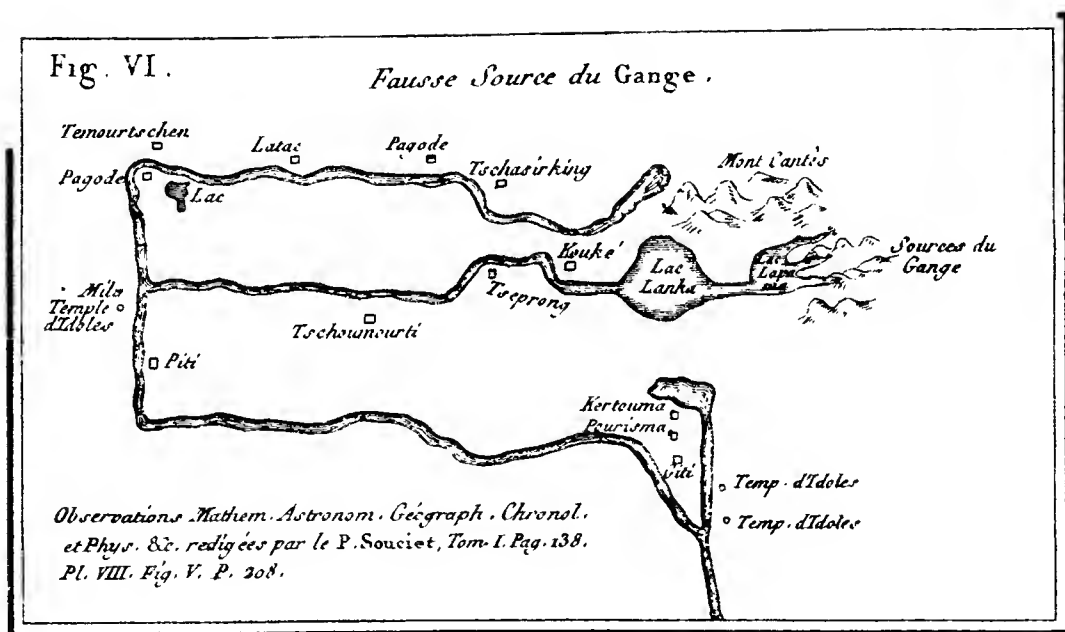 Fig. VI.
Fausse Source du Gange.
Temourtschen
Latac
Pagode
Tschasirking
Mont Cantès
Pagode
Lac
Kouké
Lac
Lanka
Lac
Sources du
Gange
Mila
Temple
d'Idoles
Tseprong
Tschoumourti
Piti
Kertouma
Pourisma
Piti
Temp. d'Idoles
Temp. d'Idoles
Observations Mathem. Astronom. Géograph. Chronol.
et Phys. &c. redigées par le P. Souciet, Tom. I. Pag. 138.
Pl. VIII. Fig. V. P. 208.